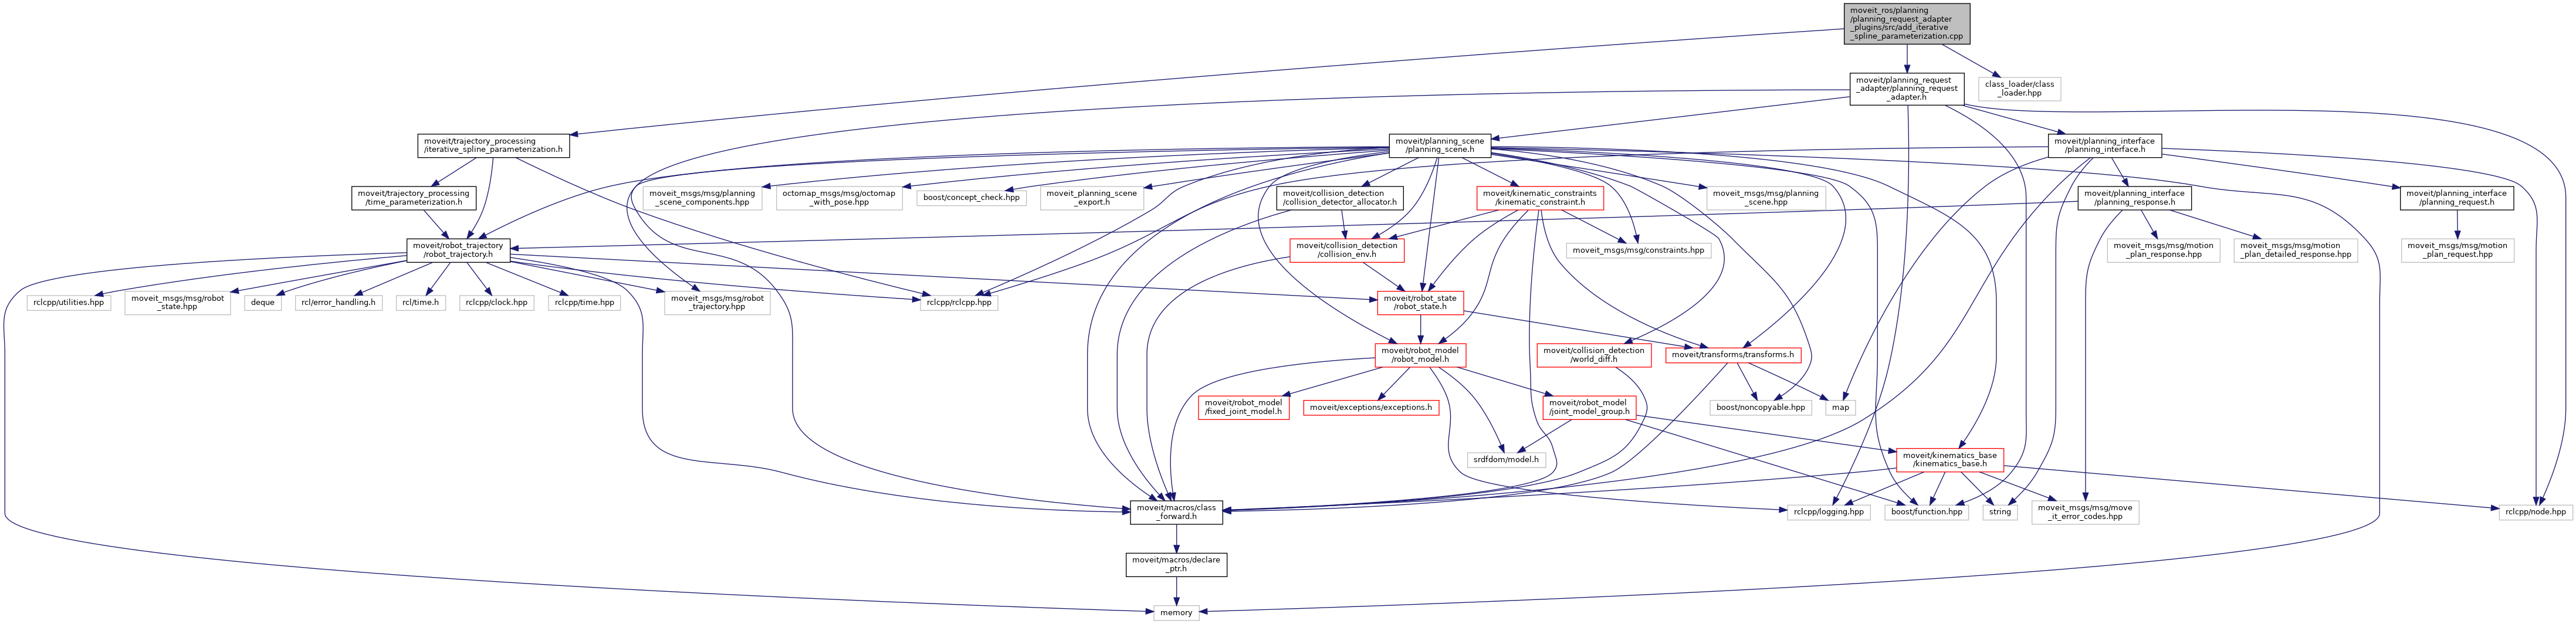 moveit_ros/planning
/planning_request_adapter
_plugins/src/add_iterative
_spline_parameterization.cpp
moveit/planning_request
_adapter/planning_request
_adapter.h
class_loader/class
_loader.hpp
moveit/trajectory_processing
/iterative_spline_parameterization.h
moveit/planning_scene
/planning_scene.h
moveit/planning_interface
/planning_interface.h
moveit/trajectory_processing
/time_parameterization.h
moveit_msgs/msg/planning
_scene_components.hpp
octomap_msgs/msg/octomap
_with_pose.hpp
boost/concept_check.hpp
moveit_planning_scene
_export.h
moveit/collision_detection
/collision_detector_allocator.h
moveit/kinematic_constraints
/kinematic_constraint.h
moveit_msgs/msg/planning
_scene.hpp
moveit/planning_interface
/planning_response.h
moveit/planning_interface
/planning_request.h
moveit/robot_trajectory
/robot_trajectory.h
moveit/collision_detection
/collision_env.h
moveit_msgs/msg/constraints.hpp
moveit_msgs/msg/motion
_plan_response.hpp
moveit_msgs/msg/motion
_plan_detailed_response.hpp
moveit_msgs/msg/motion
_plan_request.hpp
rclcpp/utilities.hpp
moveit_msgs/msg/robot
_state.hpp
deque
rcl/error_handling.h
rcl/time.h
rclcpp/clock.hpp
rclcpp/time.hpp
moveit_msgs/msg/robot
_trajectory.hpp
rclcpp/rclcpp.hpp
moveit/robot_state
/robot_state.h
moveit/robot_model
/robot_model.h
moveit/collision_detection
/world_diff.h
moveit/transforms/transforms.h
moveit/robot_model
/fixed_joint_model.h
moveit/exceptions/exceptions.h
moveit/robot_model
/joint_model_group.h
boost/noncopyable.hpp
map
srdfdom/model.h
moveit/kinematics_base
/kinematics_base.h
moveit/macros/class
_forward.h
rclcpp/logging.hpp
boost/function.hpp
string
moveit_msgs/msg/move
_it_error_codes.hpp
rclcpp/node.hpp
moveit/macros/declare
_ptr.h
memory